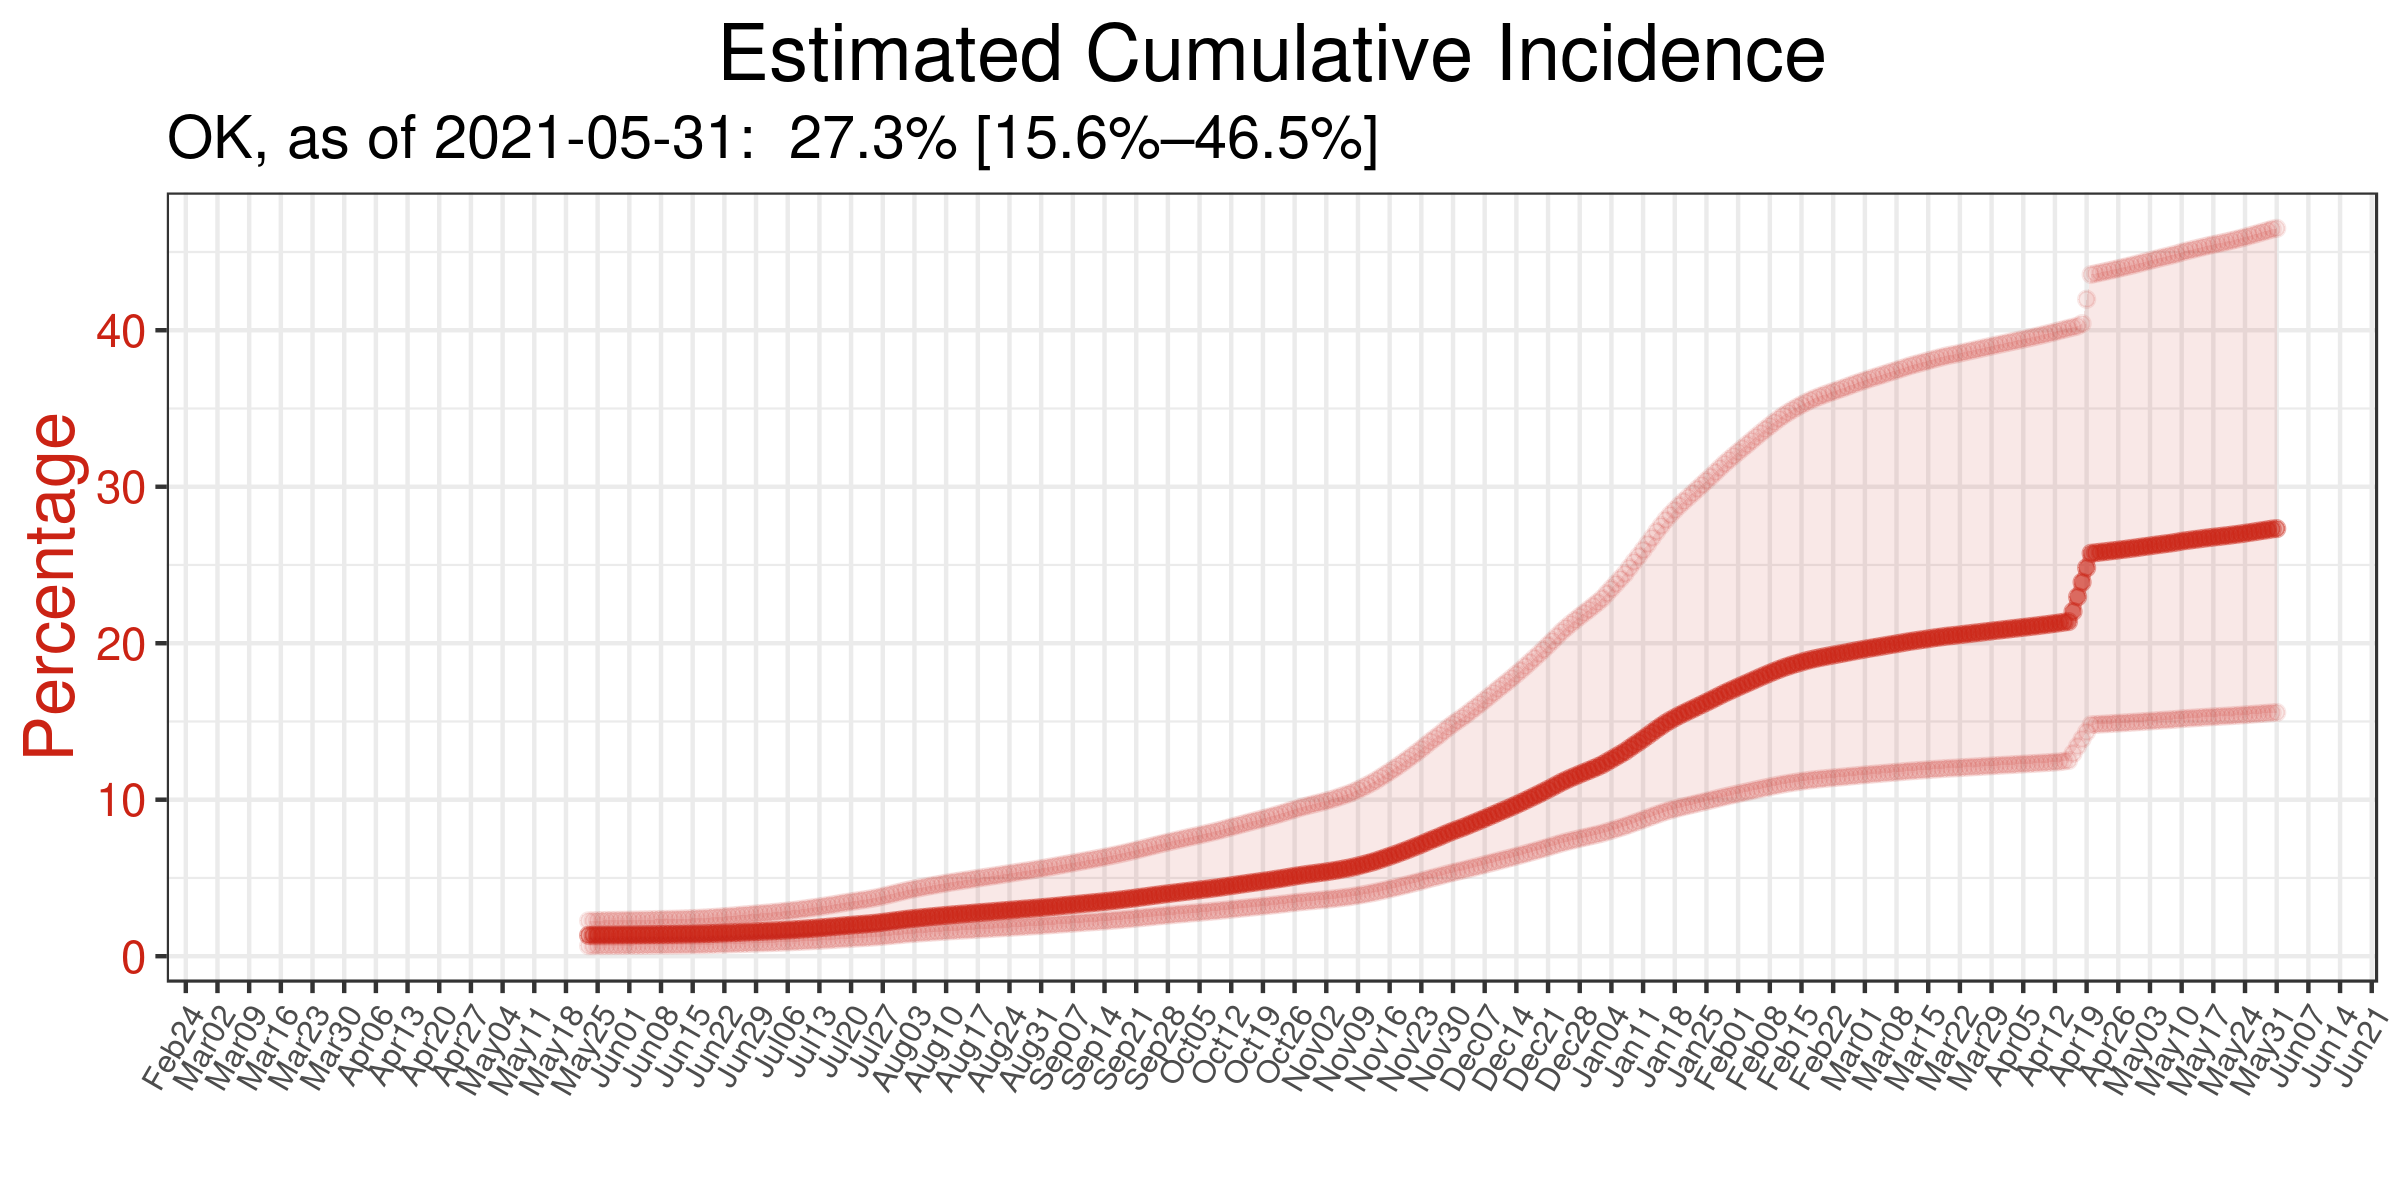 Estimated Cumulative Incidence
OK, as of 2021-05-31:  27.3% [15.6%–46.5%]
Percentage
40
30
20
10
0
Feb24
Mar02
Mar09
Mar16
Mar23
Mar30
Apr06
Apr13
Apr20
Apr27
May04
May11
May18
May25
Jun01
Jun08
Jun15
Jun22
Jun29
Jul06
Jul13
Jul20
Jul27
Aug03
Aug10
Aug17
Aug24
Aug31
Sep07
Sep14
Sep21
Sep28
Oct05
Oct12
Oct19
Oct26
Nov02
Nov09
Nov16
Nov23
Nov30
Dec07
Dec14
Dec21
Dec28
Jan04
Jan11
Jan18
Jan25
Feb01
Feb08
Feb15
Feb22
Mar01
Mar08
Mar15
Mar22
Mar29
Apr05
Apr12
Apr19
Apr26
May03
May10
May17
May24
May31
Jun07
Jun14
Jun21